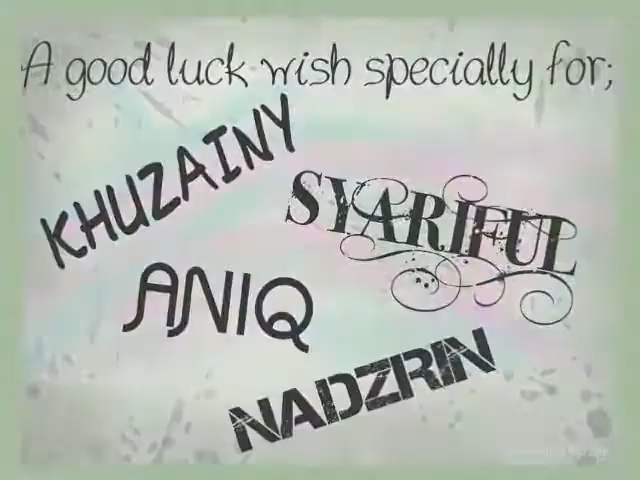 A good luck wish specially for;
KHUZAINY
SYARIFUL
ANIQ
NADZRIN